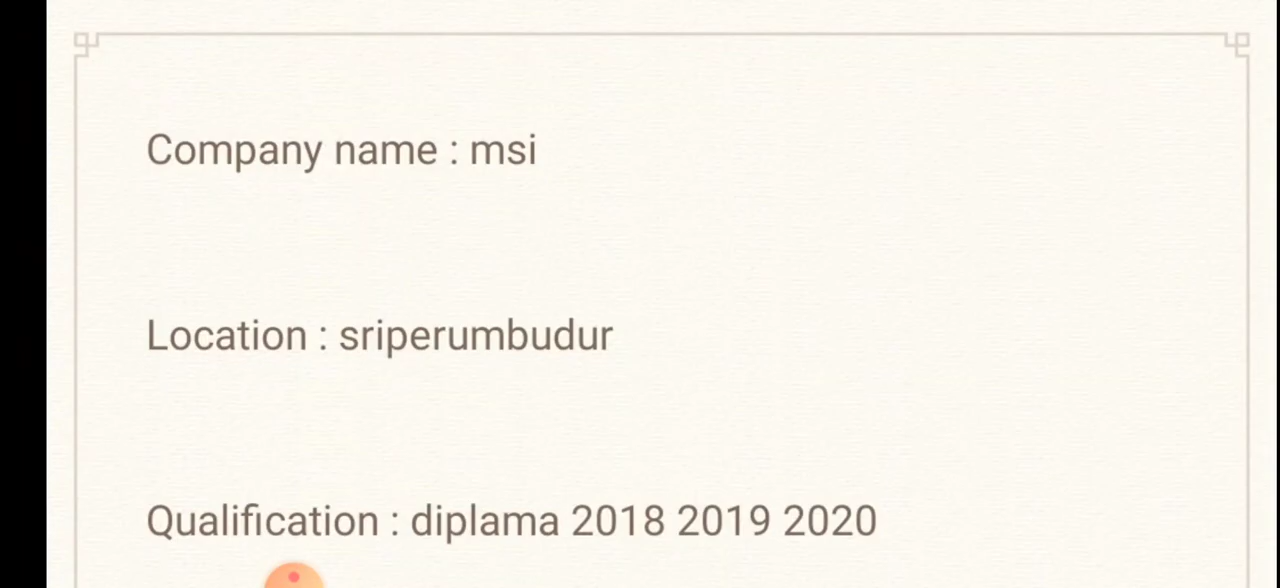 Company name : msi
Location : sriperumbudur
Qualification : diplama 2018 2019 2020